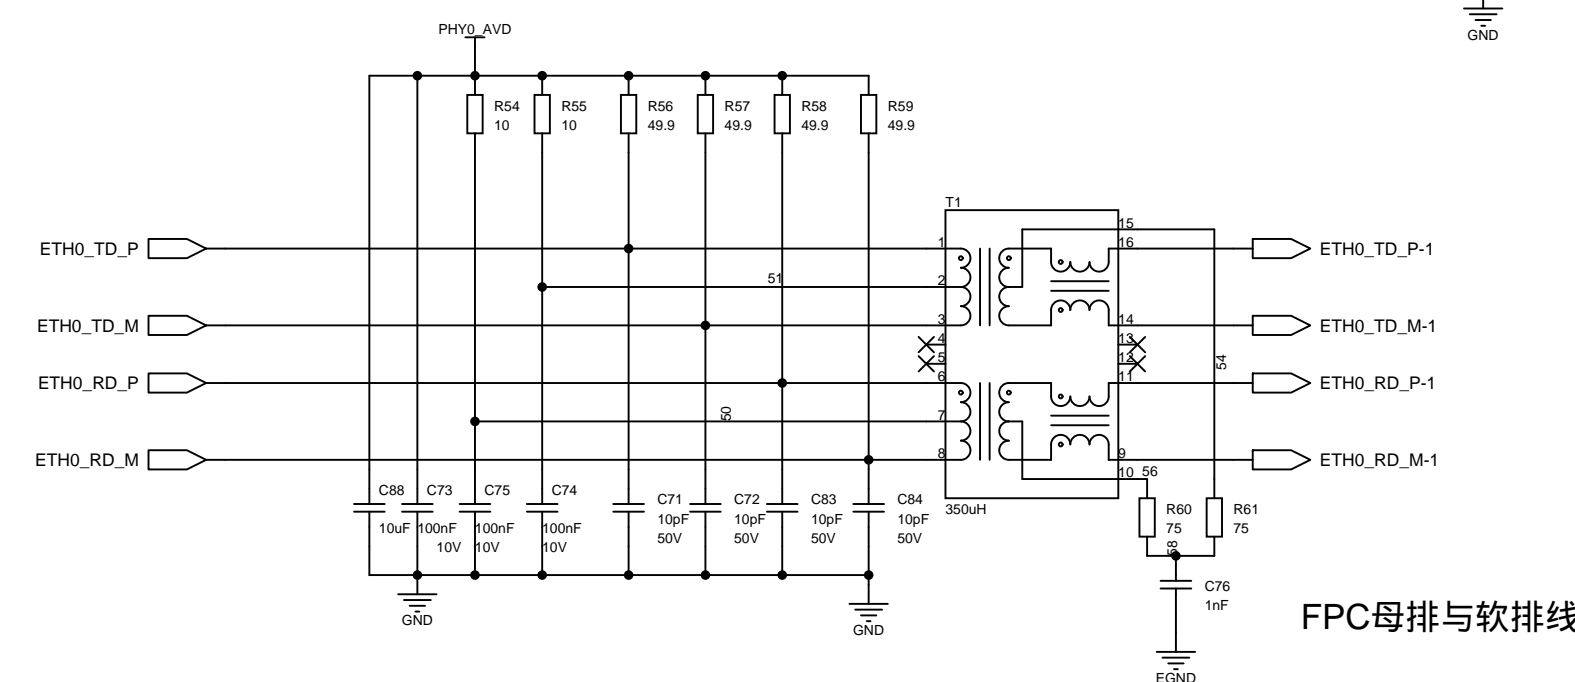 GND
PHY0_AVD
R54
10
R55
10
R56
49.9
R57
49.9
R58
49.9
R59
49.9
T1
ETH0_TD_P
1
15
16
ETH0_TD_P-1
51
2
ETH0_TD_M
3
14
ETH0_TD_M-1
4
13
5
12
54
ETH0_RD_P
6
11
ETH0_RD_P-1
50
7
ETH0_RD_M
8
9
ETH0_RD_M-1
10
56
C88
10uF
C73
100nF
10V
C75
100nF
10V
C74
100nF
10V
C71
10pF
50V
C72
10pF
50V
C83
10pF
50V
C84
10pF
50V
350uH
R60
75
R61
75
58
C76
1nF
GND
GND
EGND
FPC母排与软排线